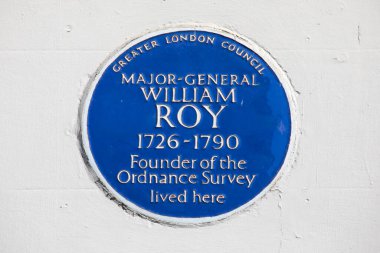 GREATER LONDON COUNCIL
MAJOR-GENERAL
WILLIAM
ROY
1726-1790
Founder of the
Ordnance Survey
lived here